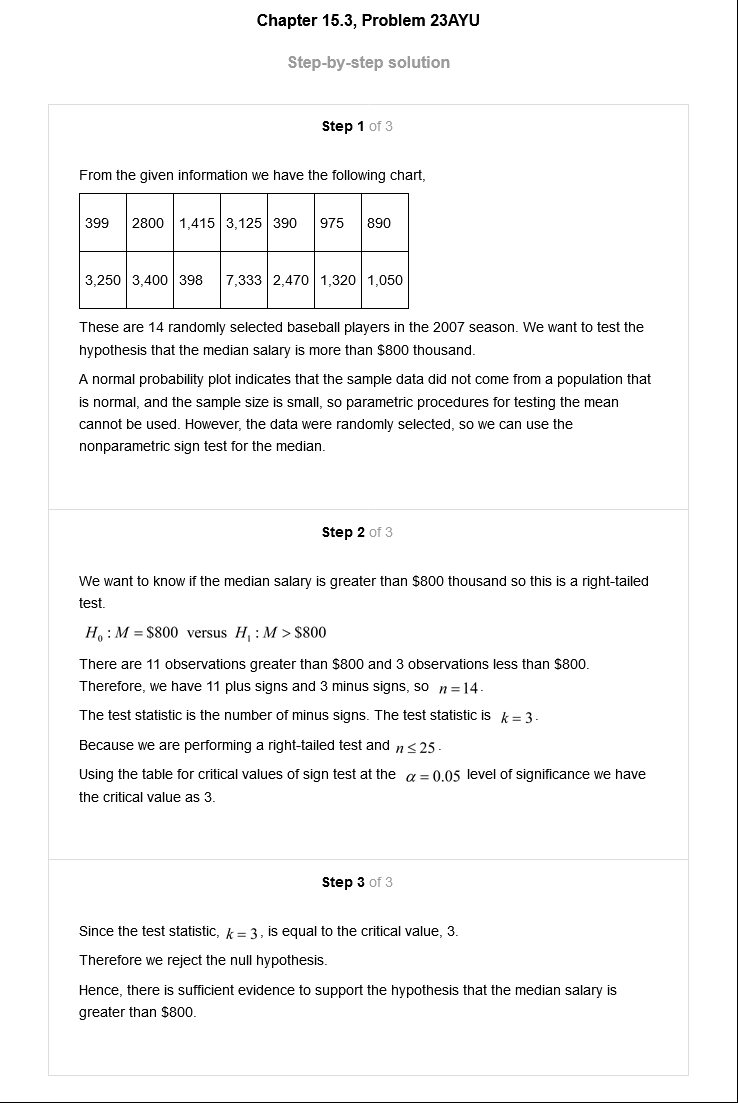 Chapter 15.3, Problem 23AYU
Step-by-step solution
Step 1 of 3
From the given information we have the following chart,
399 2800 1,415 3,125 390 975 890
3,250 3,400 398 7,333 2,470 1,320 1,050
These are 14 randomly selected baseball players in the 2007 season. We want to test the
hypothesis that the median salary is more than $800 thousand.
A normal probability plot indicates that the sample data did not come from a population that
is normal, and the sample size is small, so parametric procedures for testing the mean
cannot be used. However, the data were randomly selected, so we can use the
nonparametric sign test for the median.
Step 2 of 3
We want to know if the median salary is greater than $800 thousand so this is a right-tailed
test.
H₀ : M = $800 versus H₁ : M > $800
There are 11 observations greater than $800 and 3 observations less than $800.
Therefore, we have 11 plus signs and 3 minus signs, so n = 14.
The test statistic is the number of minus signs. The test statistic is k = 3.
Because we are performing a right-tailed test and n ≤ 25.
Using the table for critical values of sign test at the α = 0.05 level of significance we have
the critical value as 3.
Step 3 of 3
Since the test statistic, k = 3, is equal to the critical value, 3.
Therefore we reject the null hypothesis.
Hence, there is sufficient evidence to support the hypothesis that the median salary is
greater than $800.